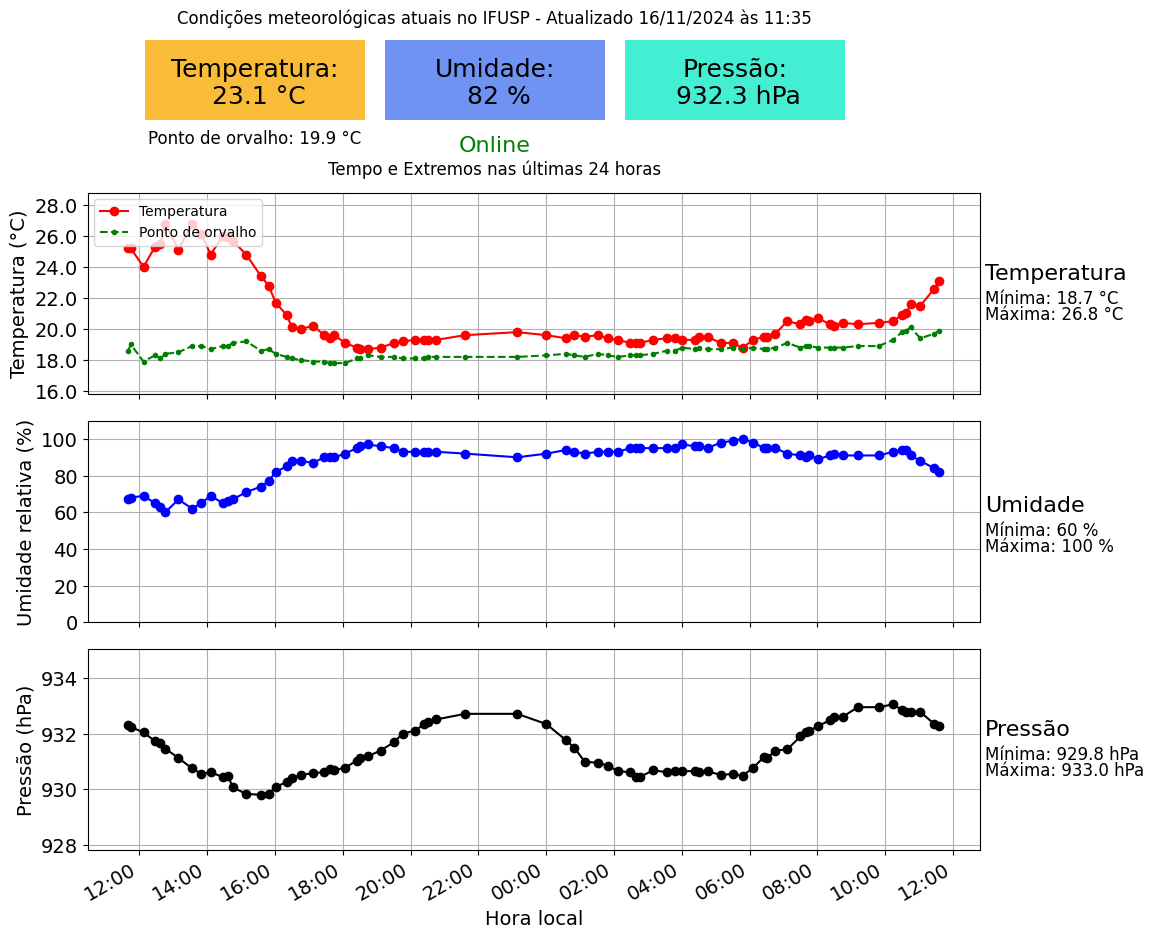 Condições meteorológicas atuais no IFUSP - Atualizado 16/11/2024 às 11:35
Temperatura:
23.1 °C
Umidade:
82 %
Pressão:
932.3 hPa
Ponto de orvalho: 19.9 °C
Online
Tempo e Extremos nas últimas 24 horas
Temperatura (°C)
28.0
26.0
24.0
22.0
20.0
18.0
16.0
Temperatura
Ponto de orvalho
Temperatura
Mínima: 18.7 °C
Máxima: 26.8 °C
Umidade relativa (%)
100
80
60
40
20
0
Umidade
Mínima: 60 %
Máxima: 100 %
Pressão (hPa)
934
932
930
928
Pressão
Mínima: 929.8 hPa
Máxima: 933.0 hPa
12:00
14:00
16:00
18:00
20:00
22:00
00:00
02:00
04:00
06:00
08:00
10:00
12:00
Hora local